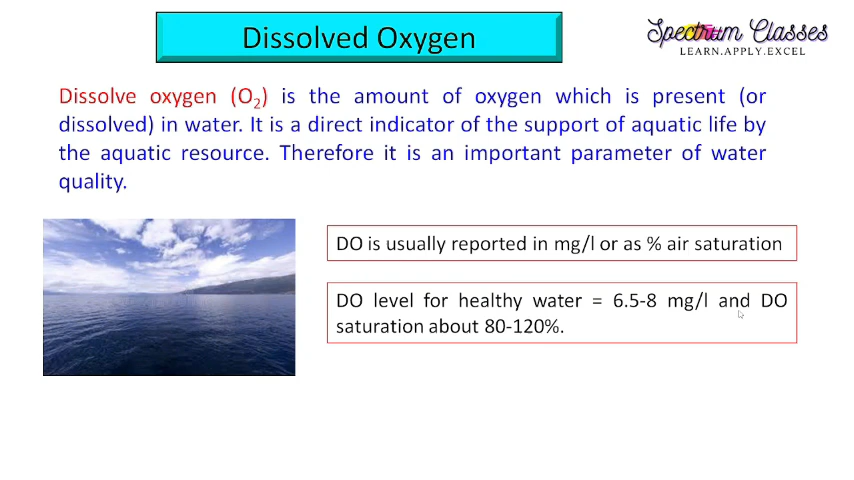 Dissolved Oxygen
Spectrum Classes
LEARN.APPLY.EXCEL
Dissolve oxygen (O₂) is the amount of oxygen which is present (or
dissolved) in water. It is a direct indicator of the support of aquatic life by
the aquatic resource. Therefore it is an important parameter of water
quality.
DO is usually reported in mg/l or as % air saturation
DO level for healthy water = 6.5-8 mg/l and DO
saturation about 80-120%.